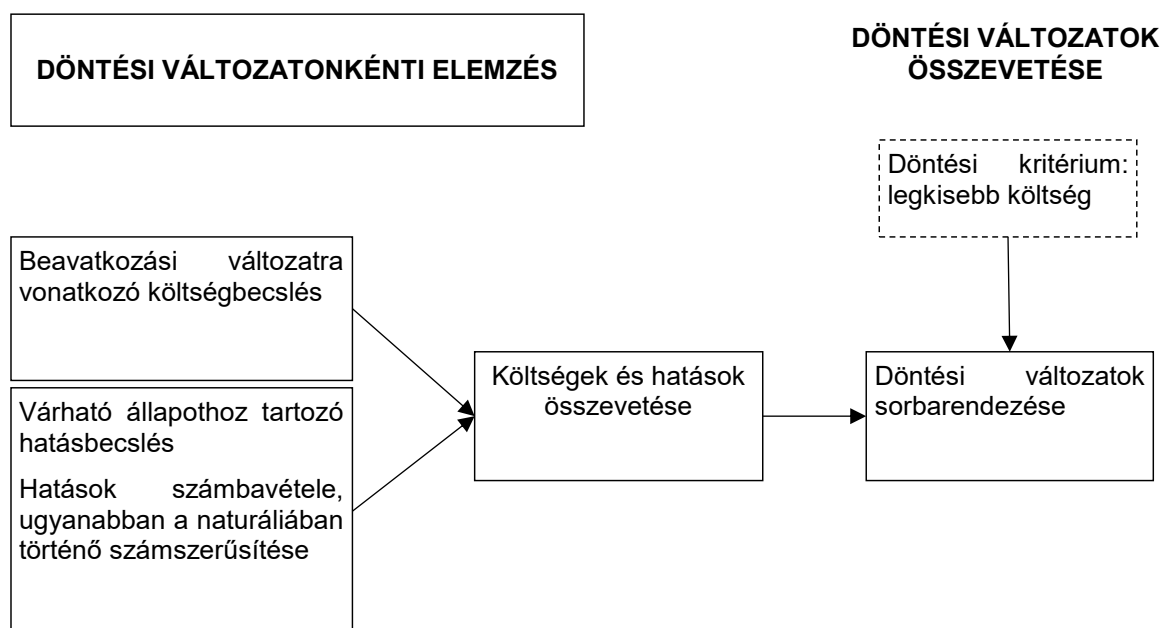 DÖNTÉSI VÁLTOZATONKÉNTI ELEMZÉS
DÖNTÉSI VÁLTOZATOK
ÖSSZEVETÉSE
Döntési kritérium:
legkisebb költség
Beavatkozási változatra
vonatkozó költségbecslés
Várható állapothoz tartozó
hatásbecslés
Hatások számbavétele,
ugyanabban a naturáliában
történő számszerűsítése
Költségek és hatások
összevetése
Döntési változatok
sorbarendezése